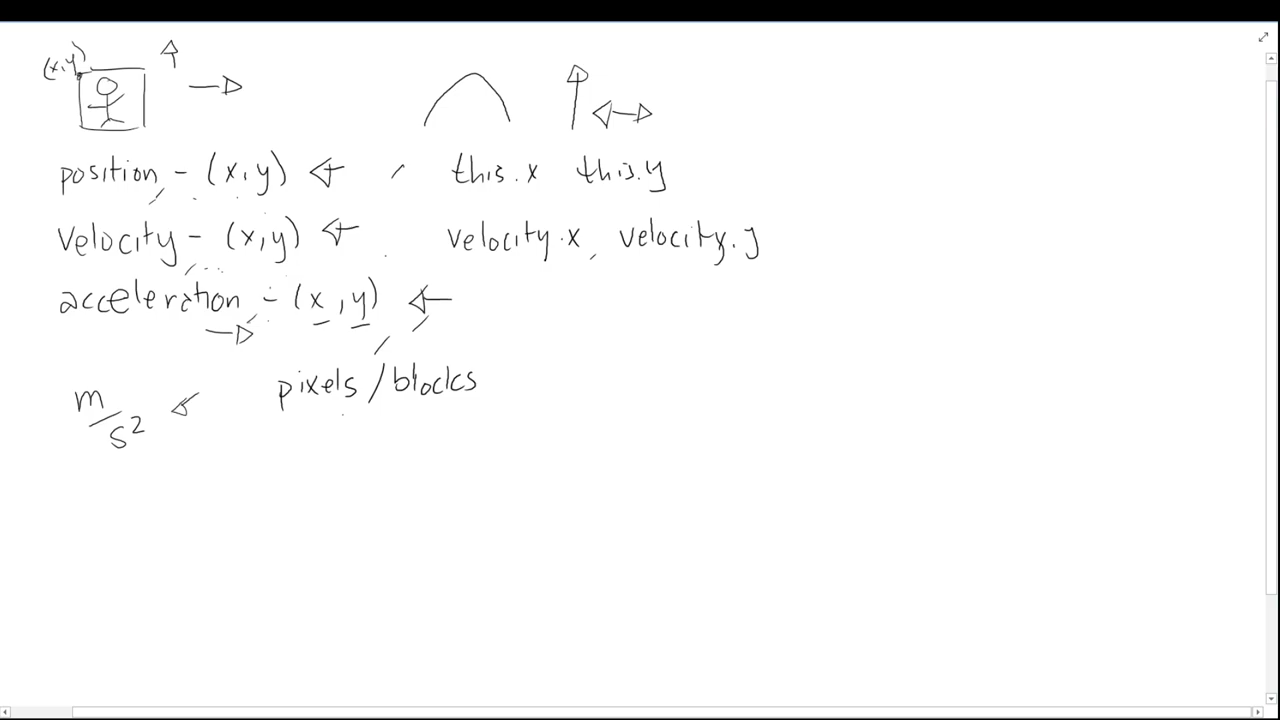 (x,y)
position - (x,y) this.x this.y
velocity - (x,y) velocity.x, velocity.y
acceleration - (x,y)
pixels/blocks
m/s²